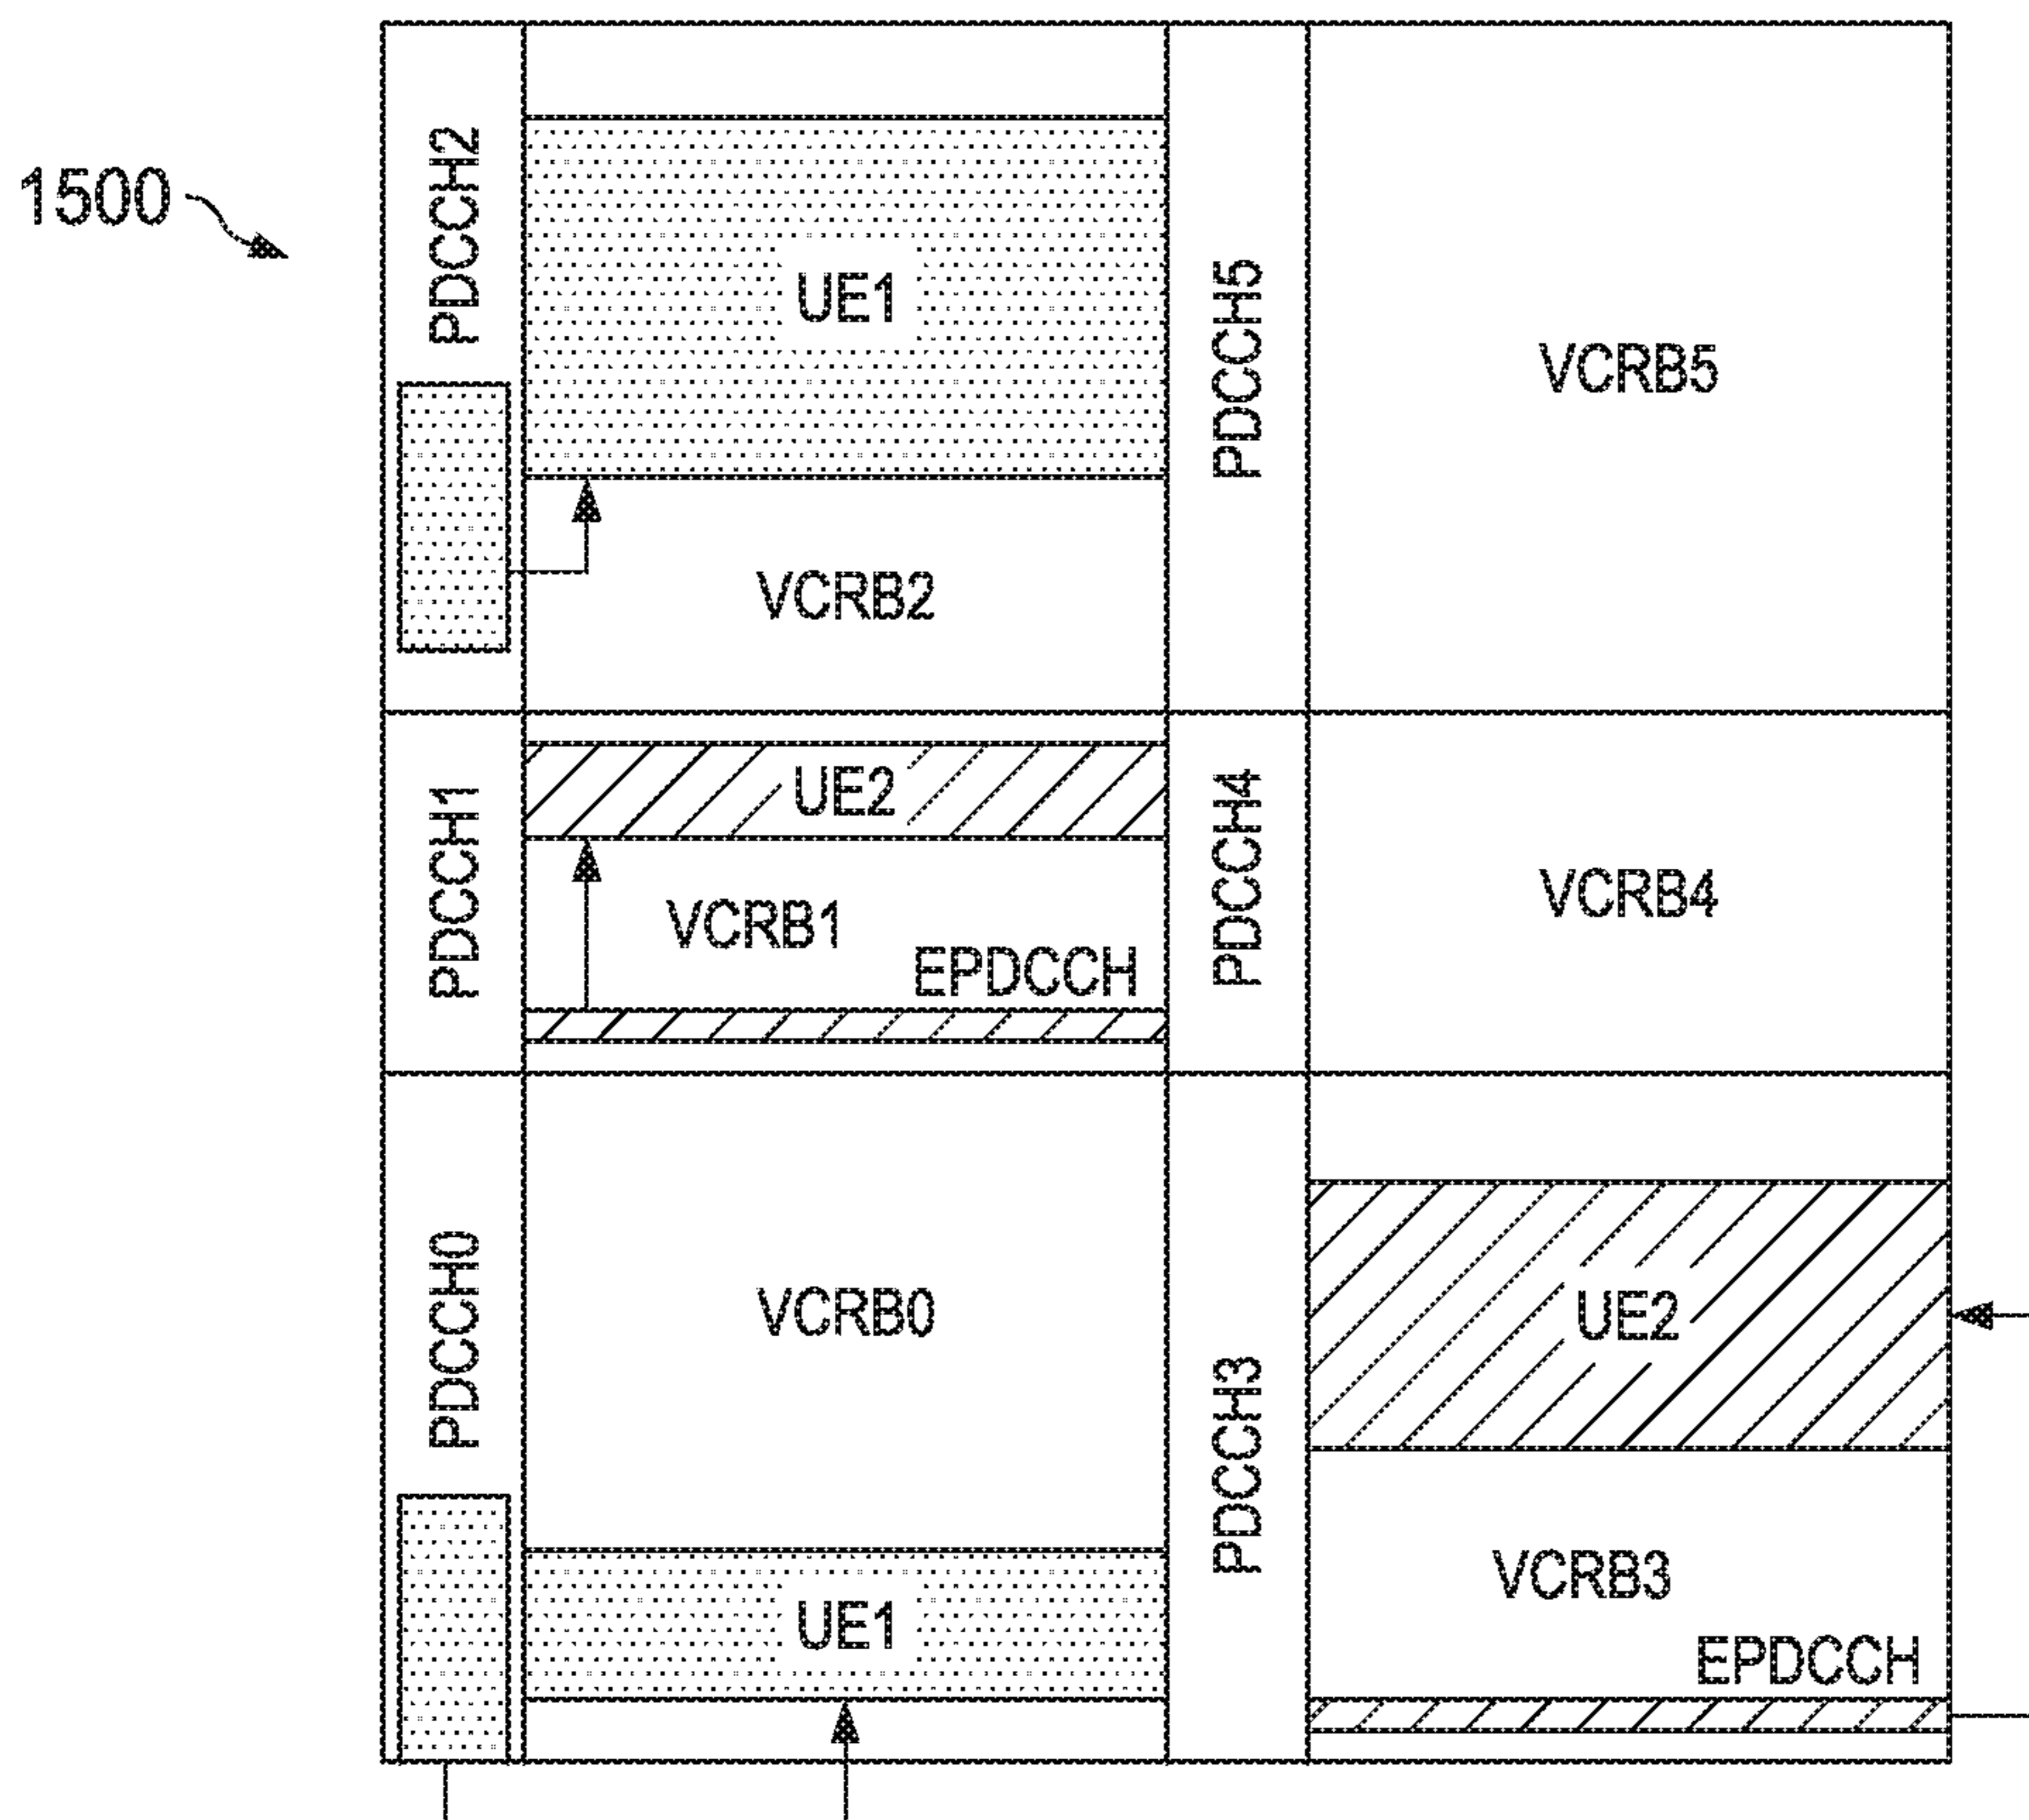 1500
PDCCH2
UE1
VCRB2
PDCCH5
VCRB5
PDCCH1
UE2
VCRB1
EPDCCH
PDCCH4
VCRB4
PDCCH0
VCRB0
UE1
PDCCH3
UE2
VCRB3
EPDCCH